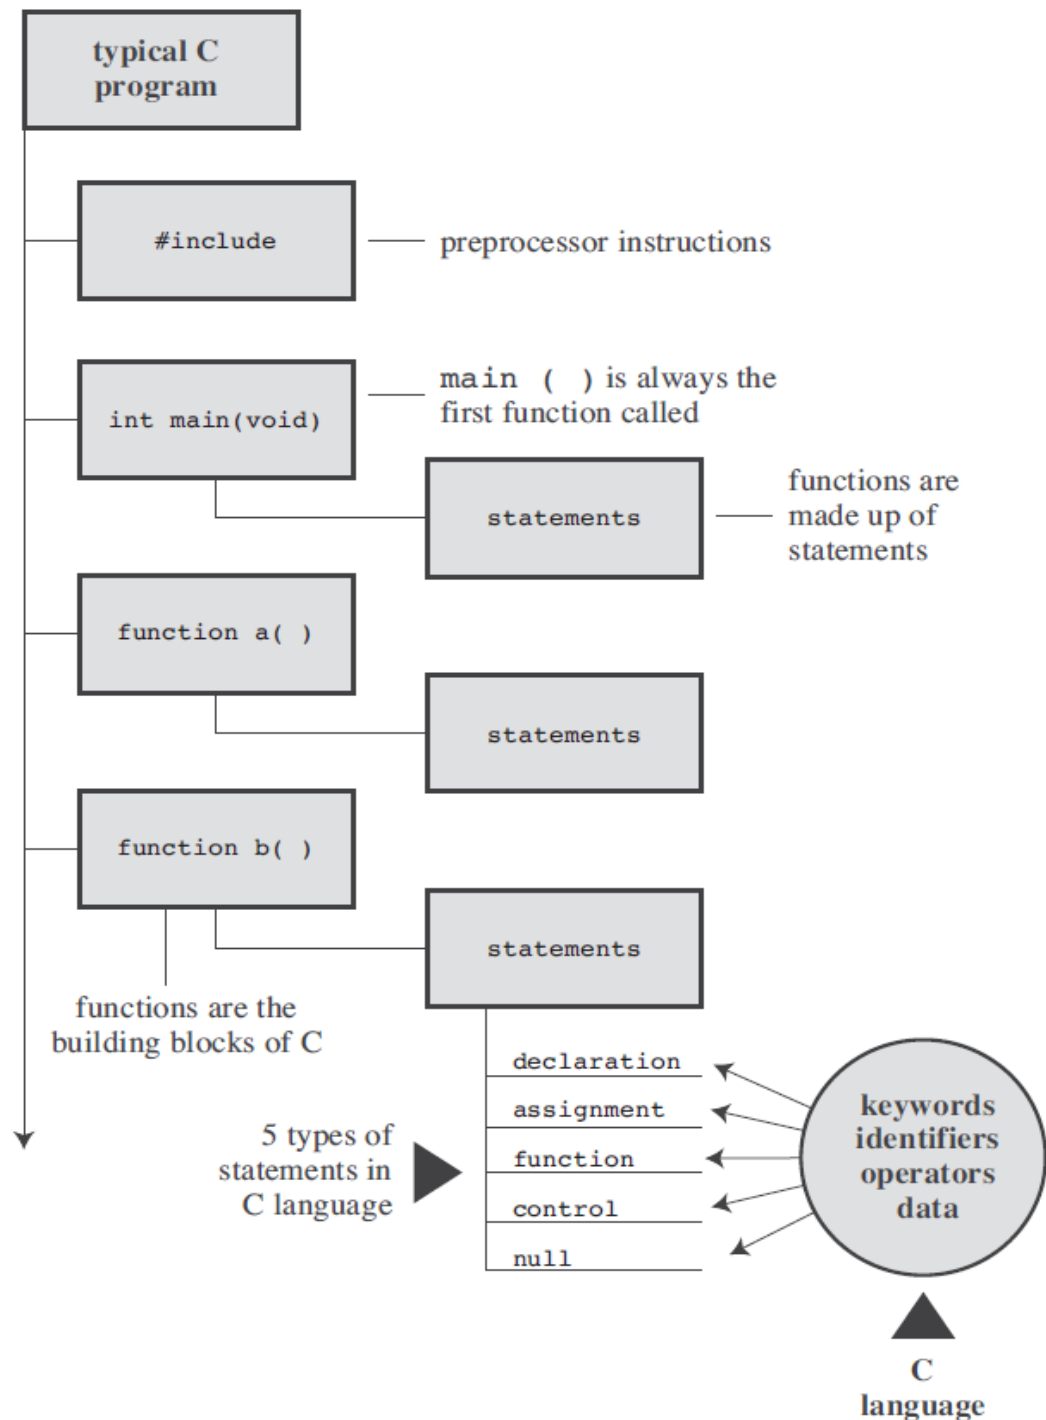 typical C
program
#include
preprocessor instructions
main ( ) is always the
first function called
int main(void)
statements
functions are
made up of
statements
function a( )
statements
function b( )
statements
functions are the
building blocks of C
declaration
assignment
function
control
null
5 types of
statements in
C language
keywords
identifiers
operators
data
C
language